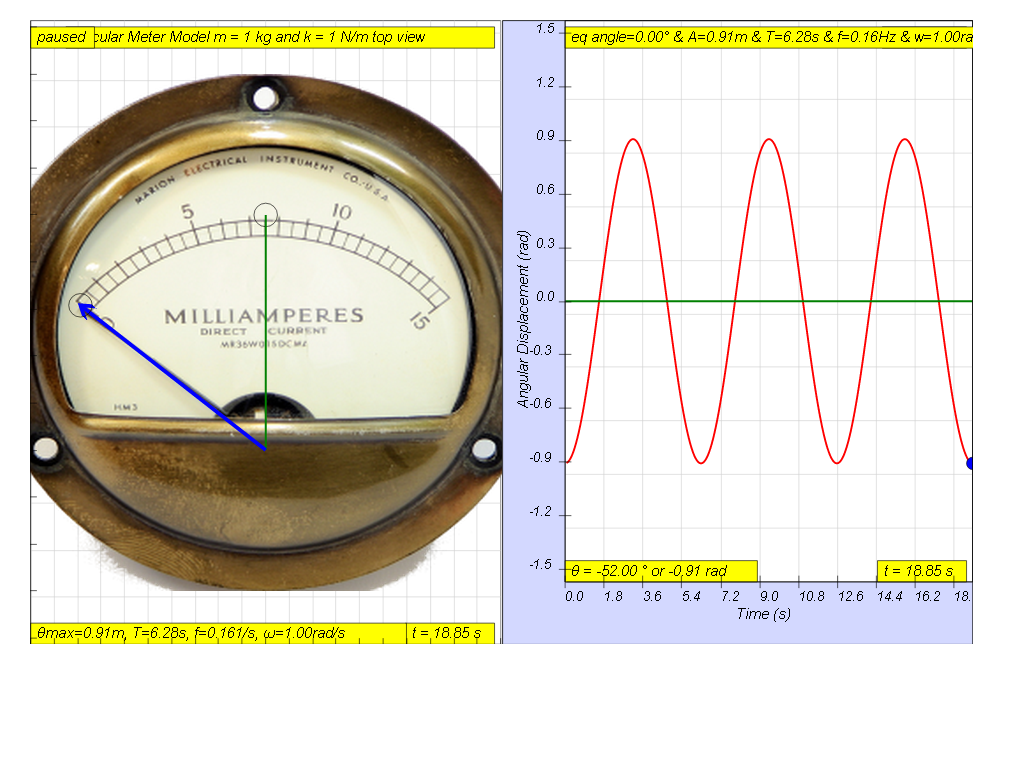 paused
cular Meter Model m = 1 kg and k = 1 N/m top view
MARION ELECTRICAL INSTRUMENT CO. U.S.A.
5
10
0
15
MILLIAMPERES
DIRECT CURRENT
HM3
θmax=0.91m, T=6.28s, f=0.161/s, ω=1.00rad/s
t = 18.85 s
eq angle=0.00° & A=0.91m & T=6.28s & f=0.16Hz & w=1.00ra
1.5
1.2
0.9
0.6
0.3
0.0
-0.3
-0.6
-0.9
-1.2
-1.5
Angular Displacement (rad)
θ = -52.00 ° or -0.91 rad
t = 18.85 s
0.0 1.8 3.6 5.4 7.2 9.0 10.8 12.6 14.4 16.2 18.
Time (s)